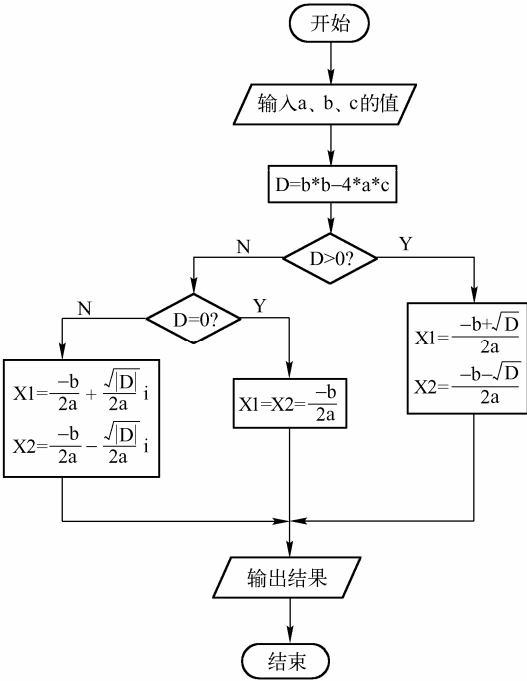 开始
输入a、b、c的值
D=b*b−4*a*c
D>0?
N
Y
D=0?
N
Y
X1=(−b+√D)/2a
X2=(−b−√D)/2a
X1=−b/2a+√|D|/2a i
X2=−b/2a−√|D|/2a i
X1=X2=−b/2a
输出结果
结束